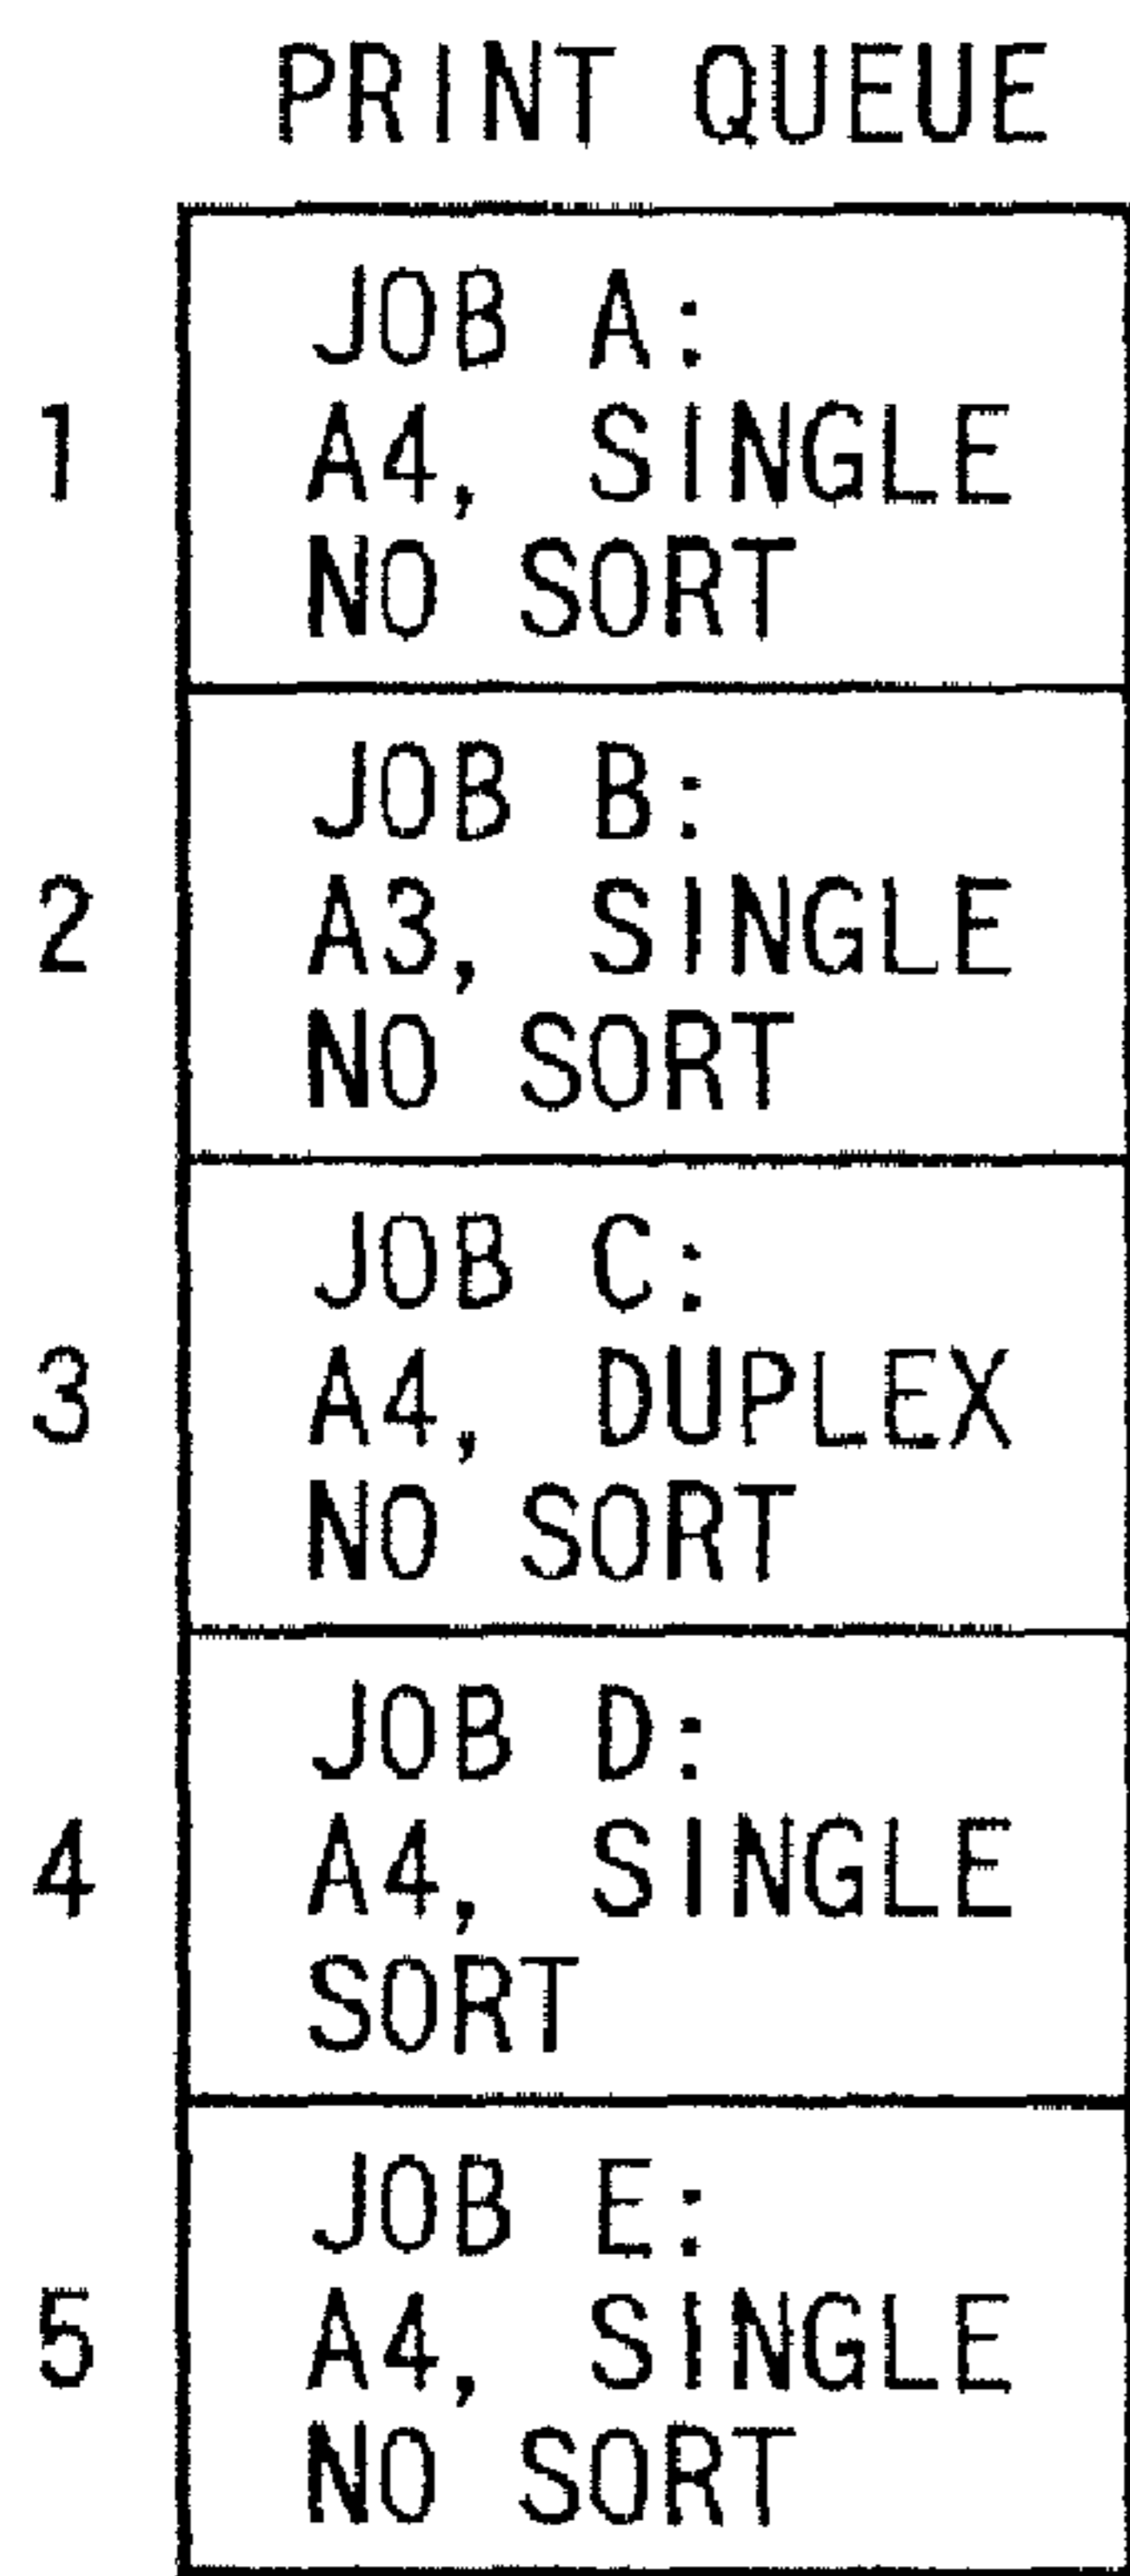 PRINT QUEUE
JOB A:
1 A4, SINGLE
NO SORT
JOB B:
2 A3, SINGLE
NO SORT
JOB C:
3 A4, DUPLEX
NO SORT
JOB D:
4 A4, SINGLE
SORT
JOB E:
5 A4, SINGLE
NO SORT